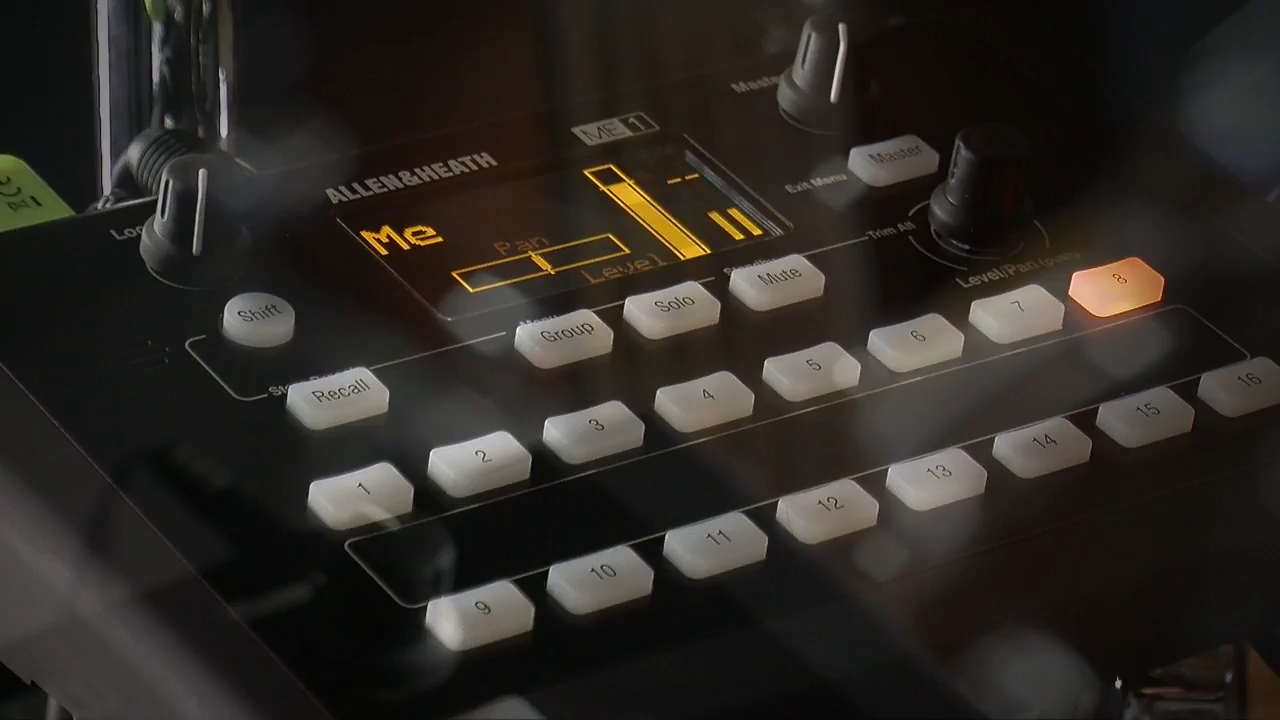 Master
ME 1
ALLEN&HEATH
Master
Exit Menu
Me
Pan
Level
Trim All
Level/Pan (push)
Shift
Mute
Solo
Group
Recall
1
2
3
4
5
6
7
8
9
10
11
12
13
14
15
16